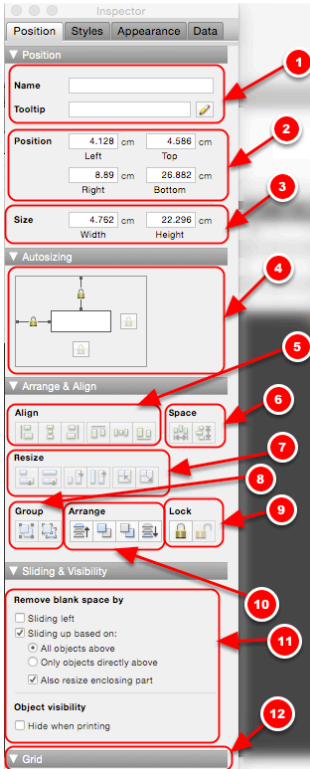 Inspector
Position Styles Appearance Data
Position
1
Name
Tooltip
2
Position 4.128 cm 4.586 cm
Left Top
8.89 cm 26.882 cm
Right Bottom
3
Size 4.762 cm 22.296 cm
Width Height
Autosizing
4
5
Arrange & Align
Align Space
6
Resize
7
8
Group Arrange Lock
9
10
Sliding & Visibility
Remove blank space by
Sliding left
Sliding up based on:
All objects above
11
Only objects directly above
Also resize enclosing part
Object visibility
12
Hide when printing
Grid